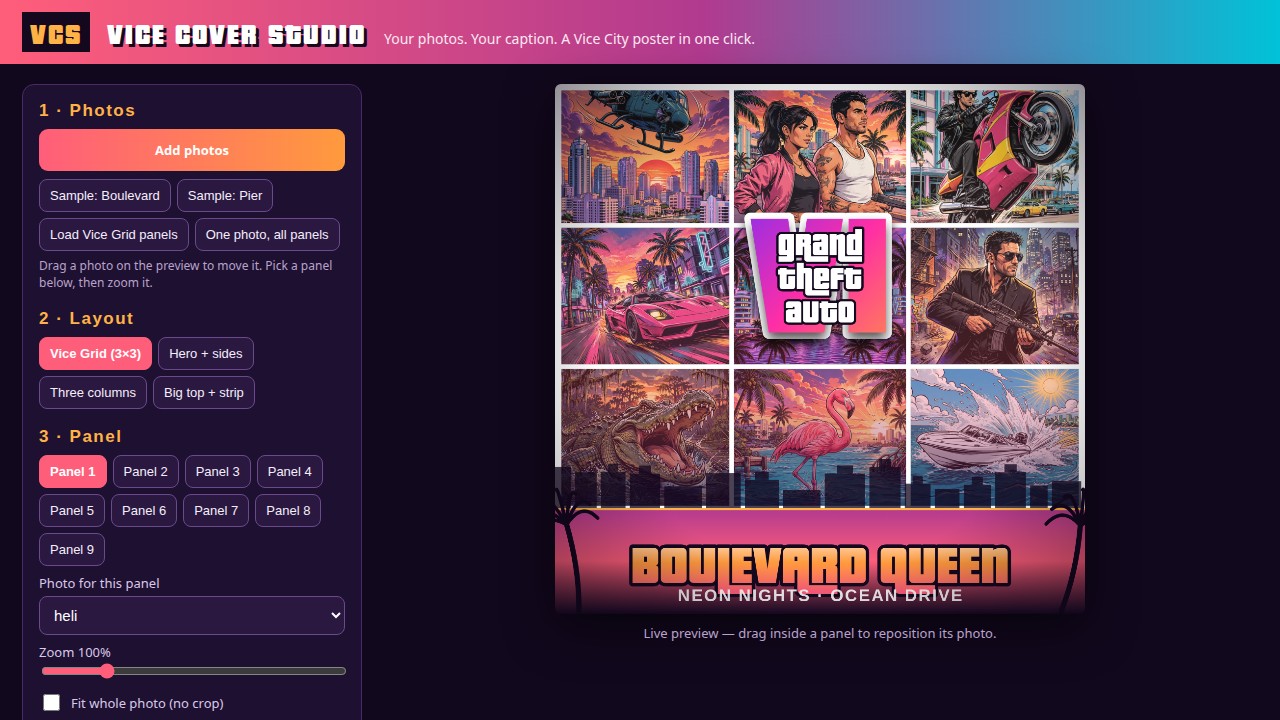 VCS VICE COVER STUDIO Your photos. Your caption. A Vice City poster in one click.
1 · Photos
Add photos
Sample: Boulevard Sample: Pier
Load Vice Grid panels One photo, all panels
Drag a photo on the preview to move it. Pick a panel
below, then zoom it.
2 · Layout
Vice Grid (3×3) Hero + sides
Three columns Big top + strip
3 · Panel
Panel 1 Panel 2 Panel 3 Panel 4
Panel 5 Panel 6 Panel 7 Panel 8
Panel 9
Photo for this panel
heli
Zoom 100%
Fit whole photo (no crop)
grand
theft
auto
BOULEVARD QUEEN
NEON NIGHTS · OCEAN DRIVE
Live preview — drag inside a panel to reposition its photo.